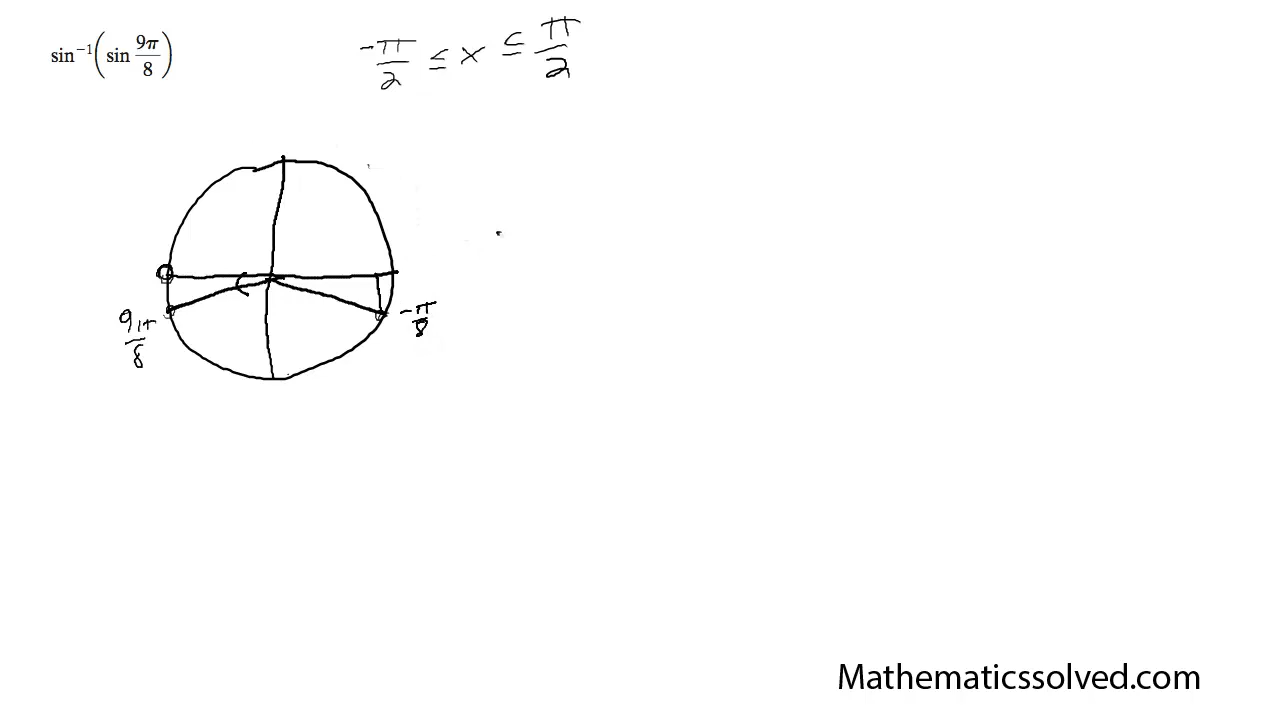 sin⁻¹(sin 9π/8)
-π/2 ≤ x ≤ π/2
9π/8
-π/8
Mathematicssolved.com